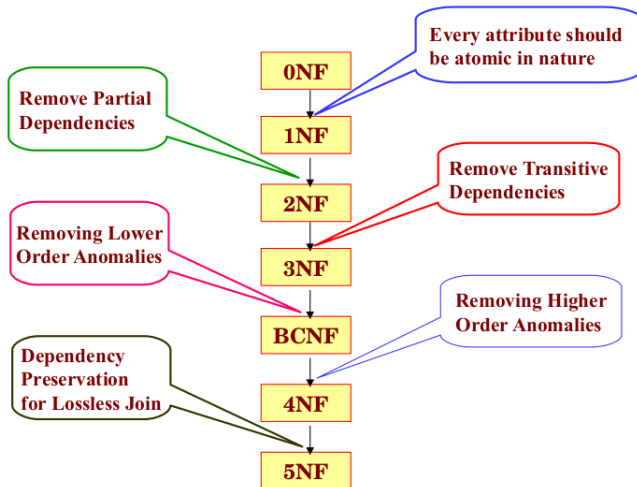 Every attribute should
be atomic in nature
0NF
Remove Partial
Dependencies
1NF
Remove Transitive
Dependencies
2NF
Removing Lower
Order Anomalies
3NF
Removing Higher
Order Anomalies
BCNF
Dependency
Preservation
for Lossless Join
4NF
5NF